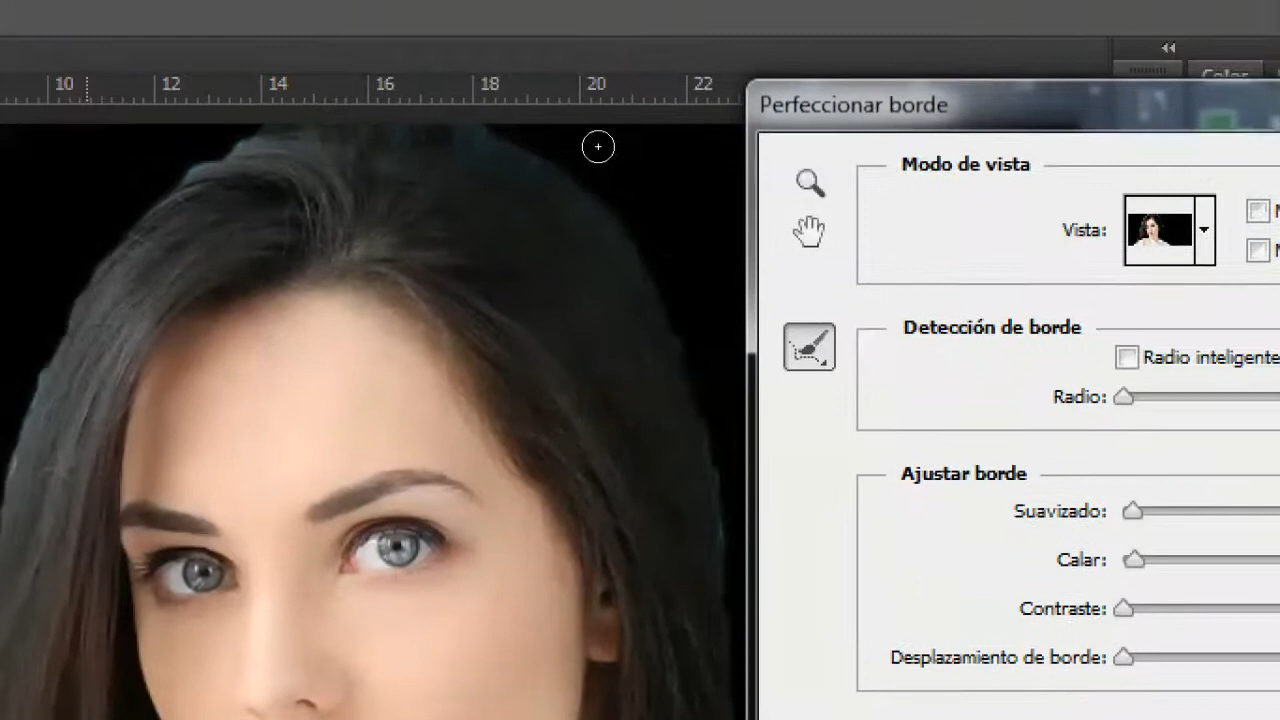 Color
10 12 14 16 18 20 22
Perfeccionar borde
Modo de vista
Vista:
Detección de borde
Radio inteligente
Radio:
Ajustar borde
Suavizado:
Calar:
Contraste:
Desplazamiento de borde: